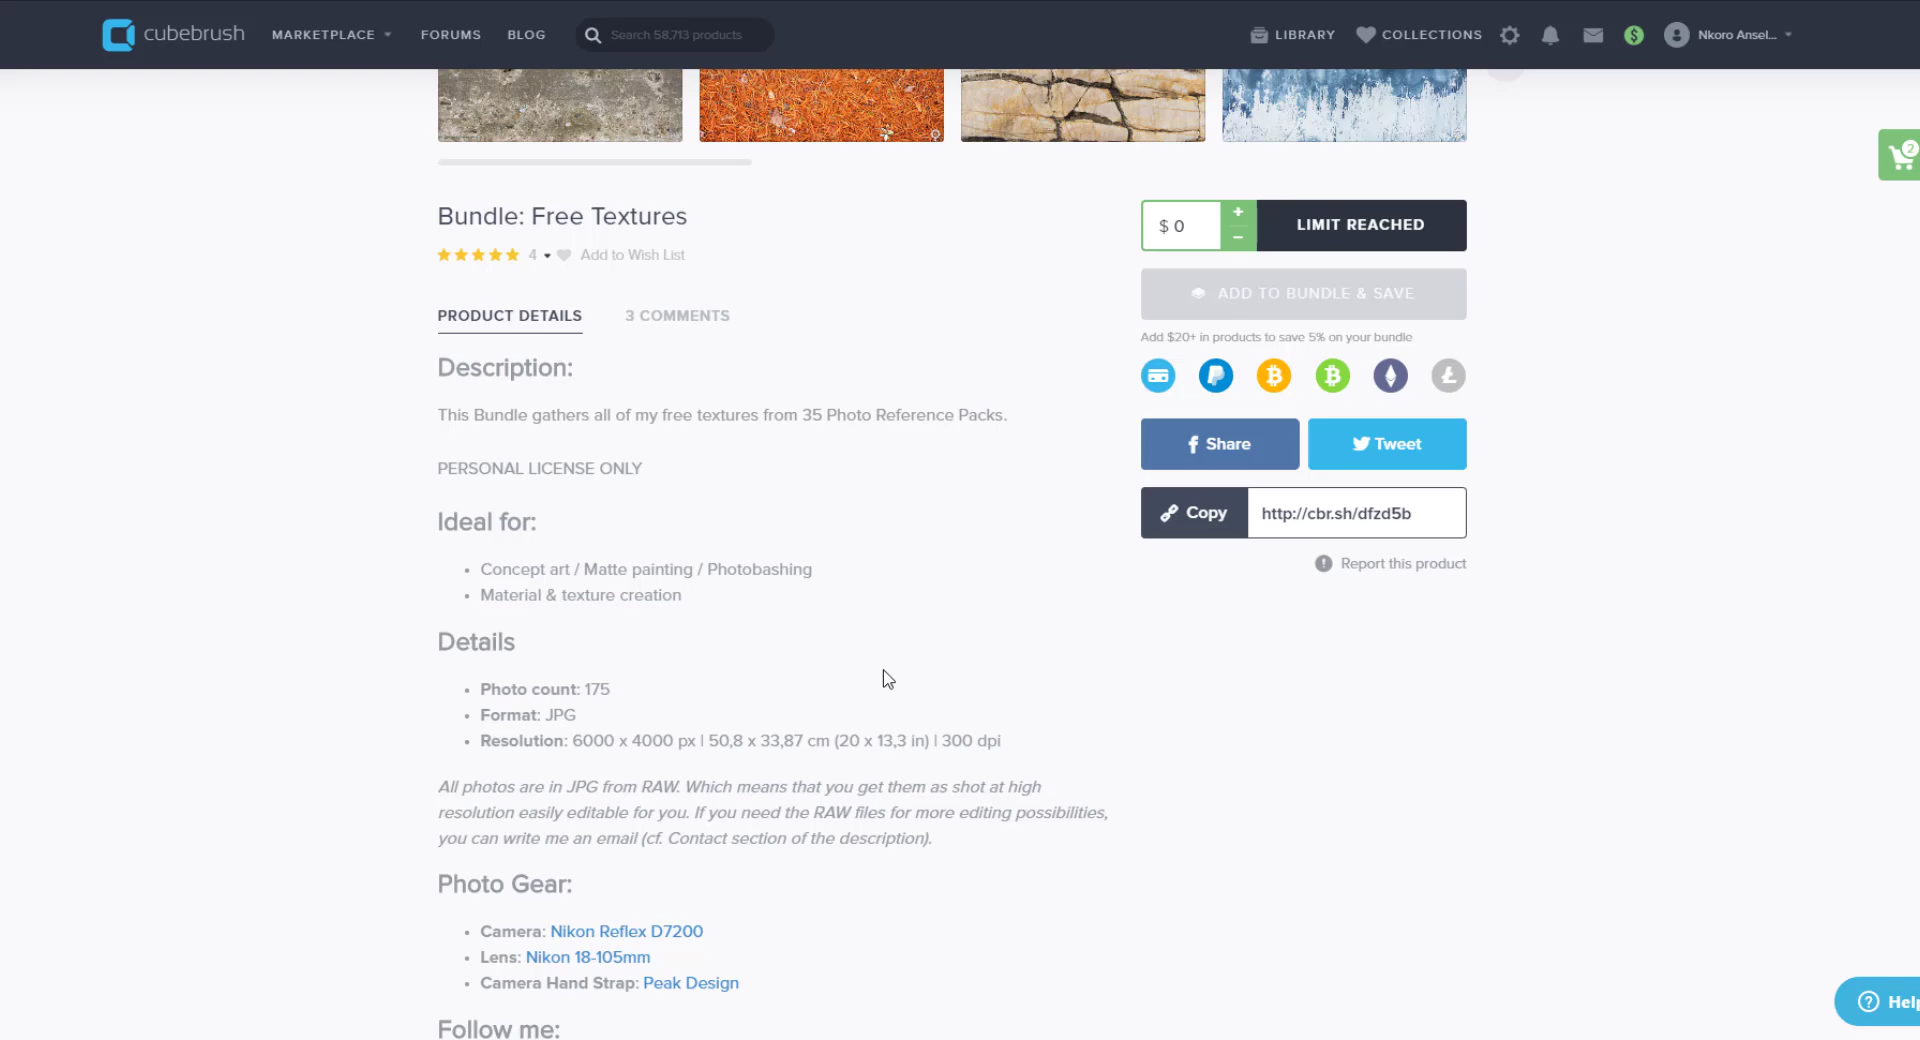 cubebrush
MARKETPLACE
FORUMS
BLOG
Search 58,713 products
LIBRARY
COLLECTIONS
Nkoro Ansel...
2
Bundle: Free Textures
4
Add to Wish List
$ 0
+
−
LIMIT REACHED
ADD TO BUNDLE & SAVE
Add $20+ in products to save 5% on your bundle
PRODUCT DETAILS
3 COMMENTS
Description:
This Bundle gathers all of my free textures from 35 Photo Reference Packs.
PERSONAL LICENSE ONLY
Share
Tweet
Copy
http://cbr.sh/dfzd5b
Report this product
Ideal for:
• Concept art / Matte painting / Photobashing
• Material & texture creation
Details
• Photo count: 175
• Format: JPG
• Resolution: 6000 x 4000 px | 50,8 x 33,87 cm (20 x 13,3 in) | 300 dpi
All photos are in JPG from RAW. Which means that you get them as shot at high
resolution easily editable for you. If you need the RAW files for more editing possibilities,
you can write me an email (cf. Contact section of the description).
Photo Gear:
• Camera: Nikon Reflex D7200
• Lens: Nikon 18-105mm
• Camera Hand Strap: Peak Design
Follow me:
Help